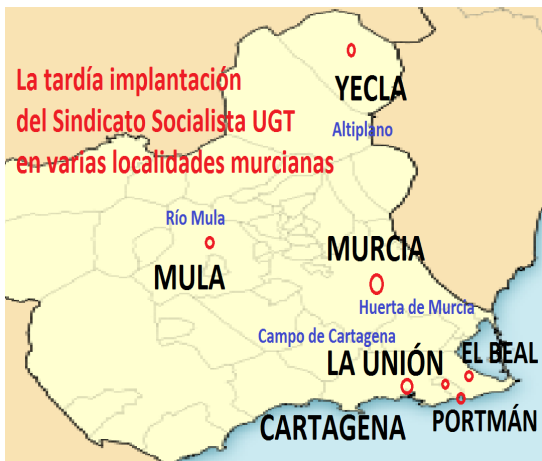 La tardía implantación
del Sindicato Socialista UGT
en varias localidades murcianas
YECLA
Altiplano
Río Mula
MULA
MURCIA
Huerta de Murcia
Campo de Cartagena
LA UNIÓN
EL BEAL
CARTAGENA
PORTMÁN